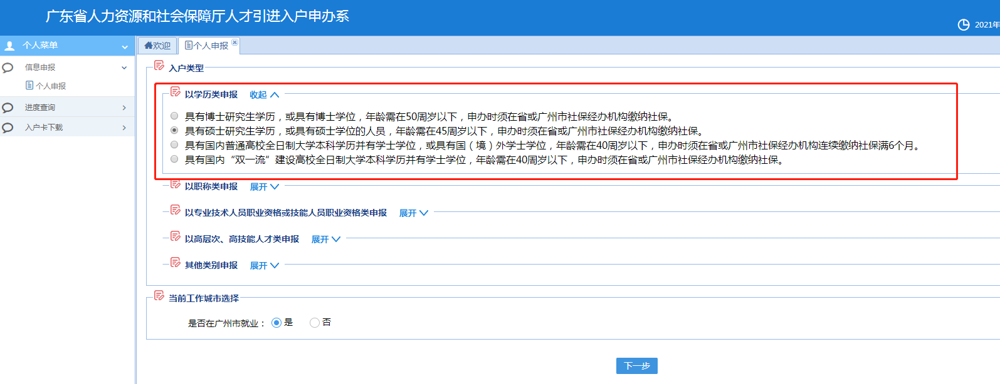 广东省人力资源和社会保障厅人才引进入户申办系
2021年
个人菜单
欢迎
个人申报
信息申报
个人申报
进度查询
入户卡下载
入户类型
以学历类申报 收起
具有博士研究生学历，或具有博士学位，年龄需在50周岁以下，申办时须在省或广州市社保经办机构缴纳社保。
具有硕士研究生学历，或具有硕士学位的人员，年龄需在45周岁以下，申办时须在省或广州市社保经办机构缴纳社保。
具有国内普通高校全日制大学本科学历并有学士学位，或具有国（境）外学士学位，年龄需在40周岁以下，申办时须在省或广州市社保经办机构连续缴纳社保满6个月。
具有国内“双一流”建设高校全日制大学本科学历并有学士学位，年龄需在40周岁以下，申办时须在省或广州市社保经办机构缴纳社保。
以职称类申报 展开
以专业技术人员职业资格或技能人员职业资格类申报 展开
以高层次、高技能人才类申报 展开
其他类别申报 展开
当前工作城市选择
是否在广州市就业： 是 否
下一步